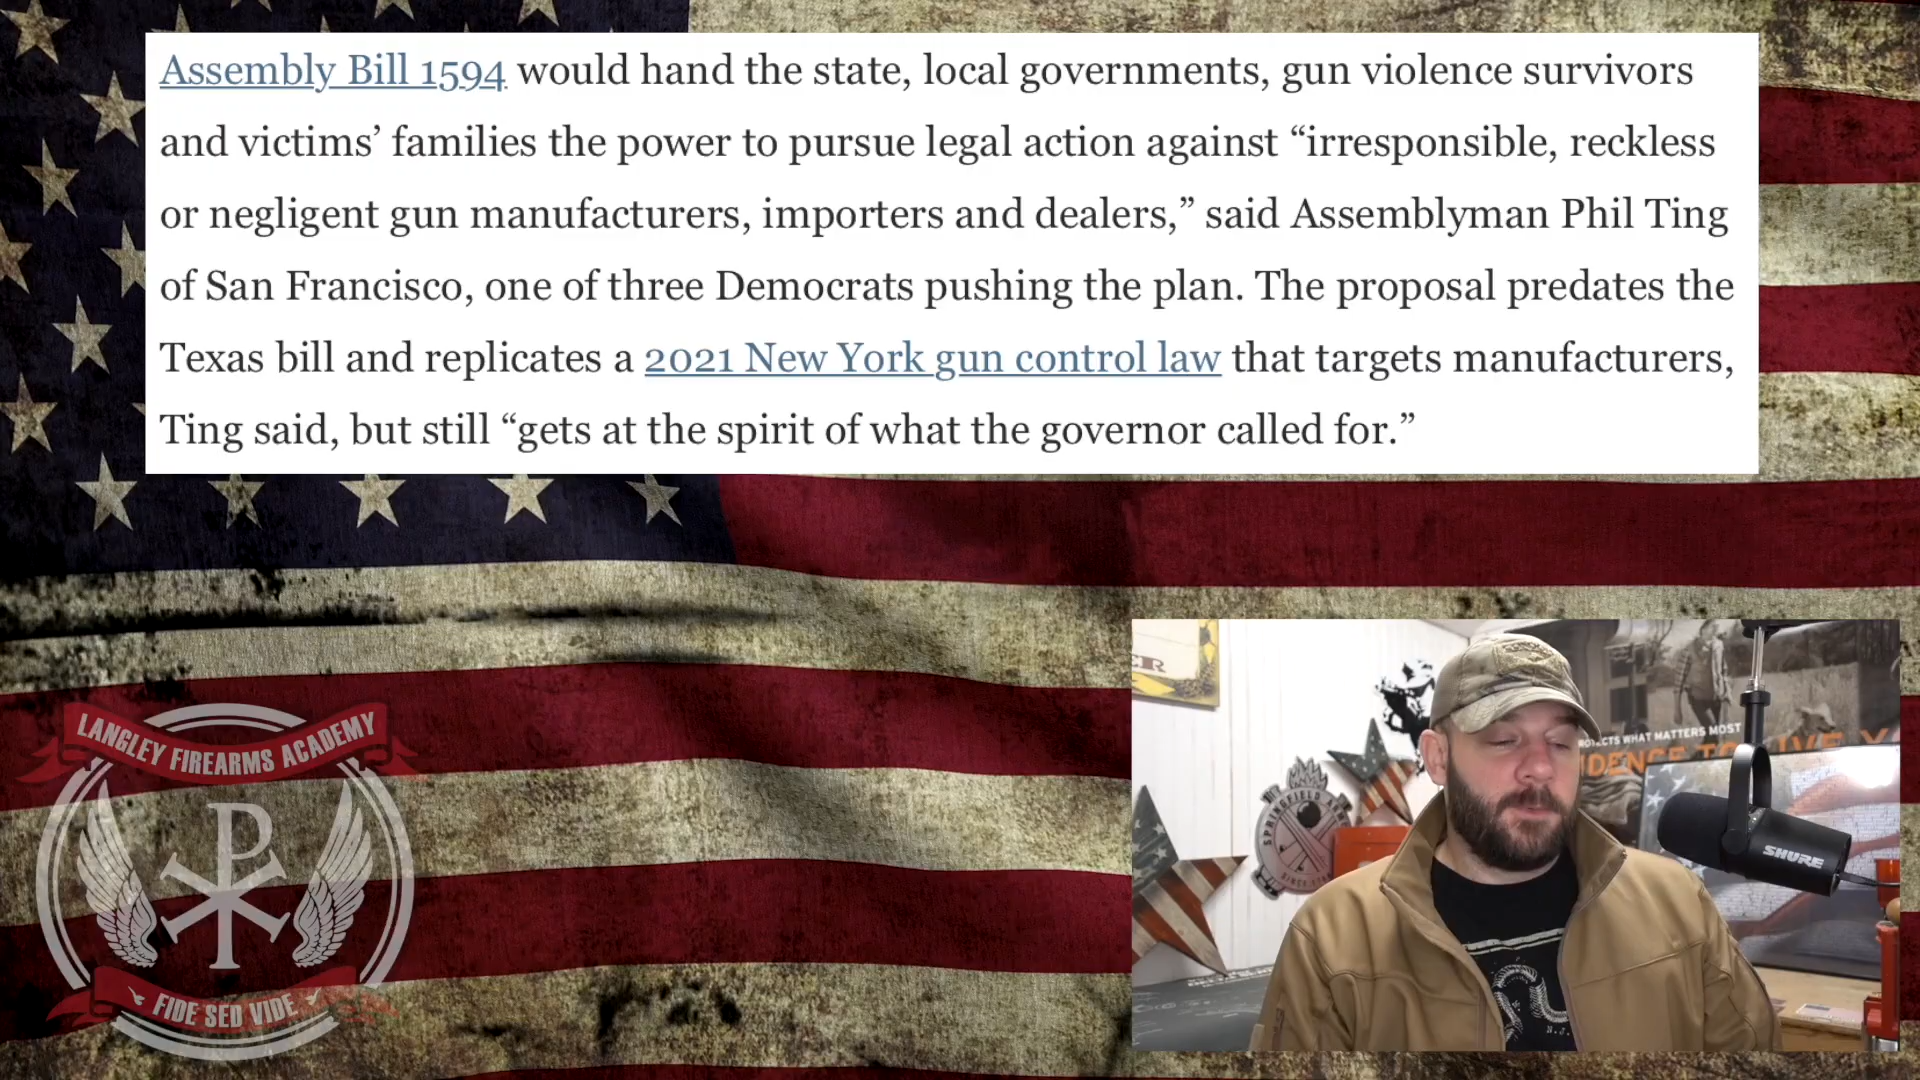 Assembly Bill 1594 would hand the state, local governments, gun violence survivors
and victims’ families the power to pursue legal action against “irresponsible, reckless
or negligent gun manufacturers, importers and dealers,” said Assemblyman Phil Ting
of San Francisco, one of three Democrats pushing the plan. The proposal predates the
Texas bill and replicates a 2021 New York gun control law that targets manufacturers,
Ting said, but still “gets at the spirit of what the governor called for.”
LANGLEY FIREARMS ACADEMY
FIDE SED VIDE
WHAT MATTERS MOST
SPRINGFIELD
SHURE